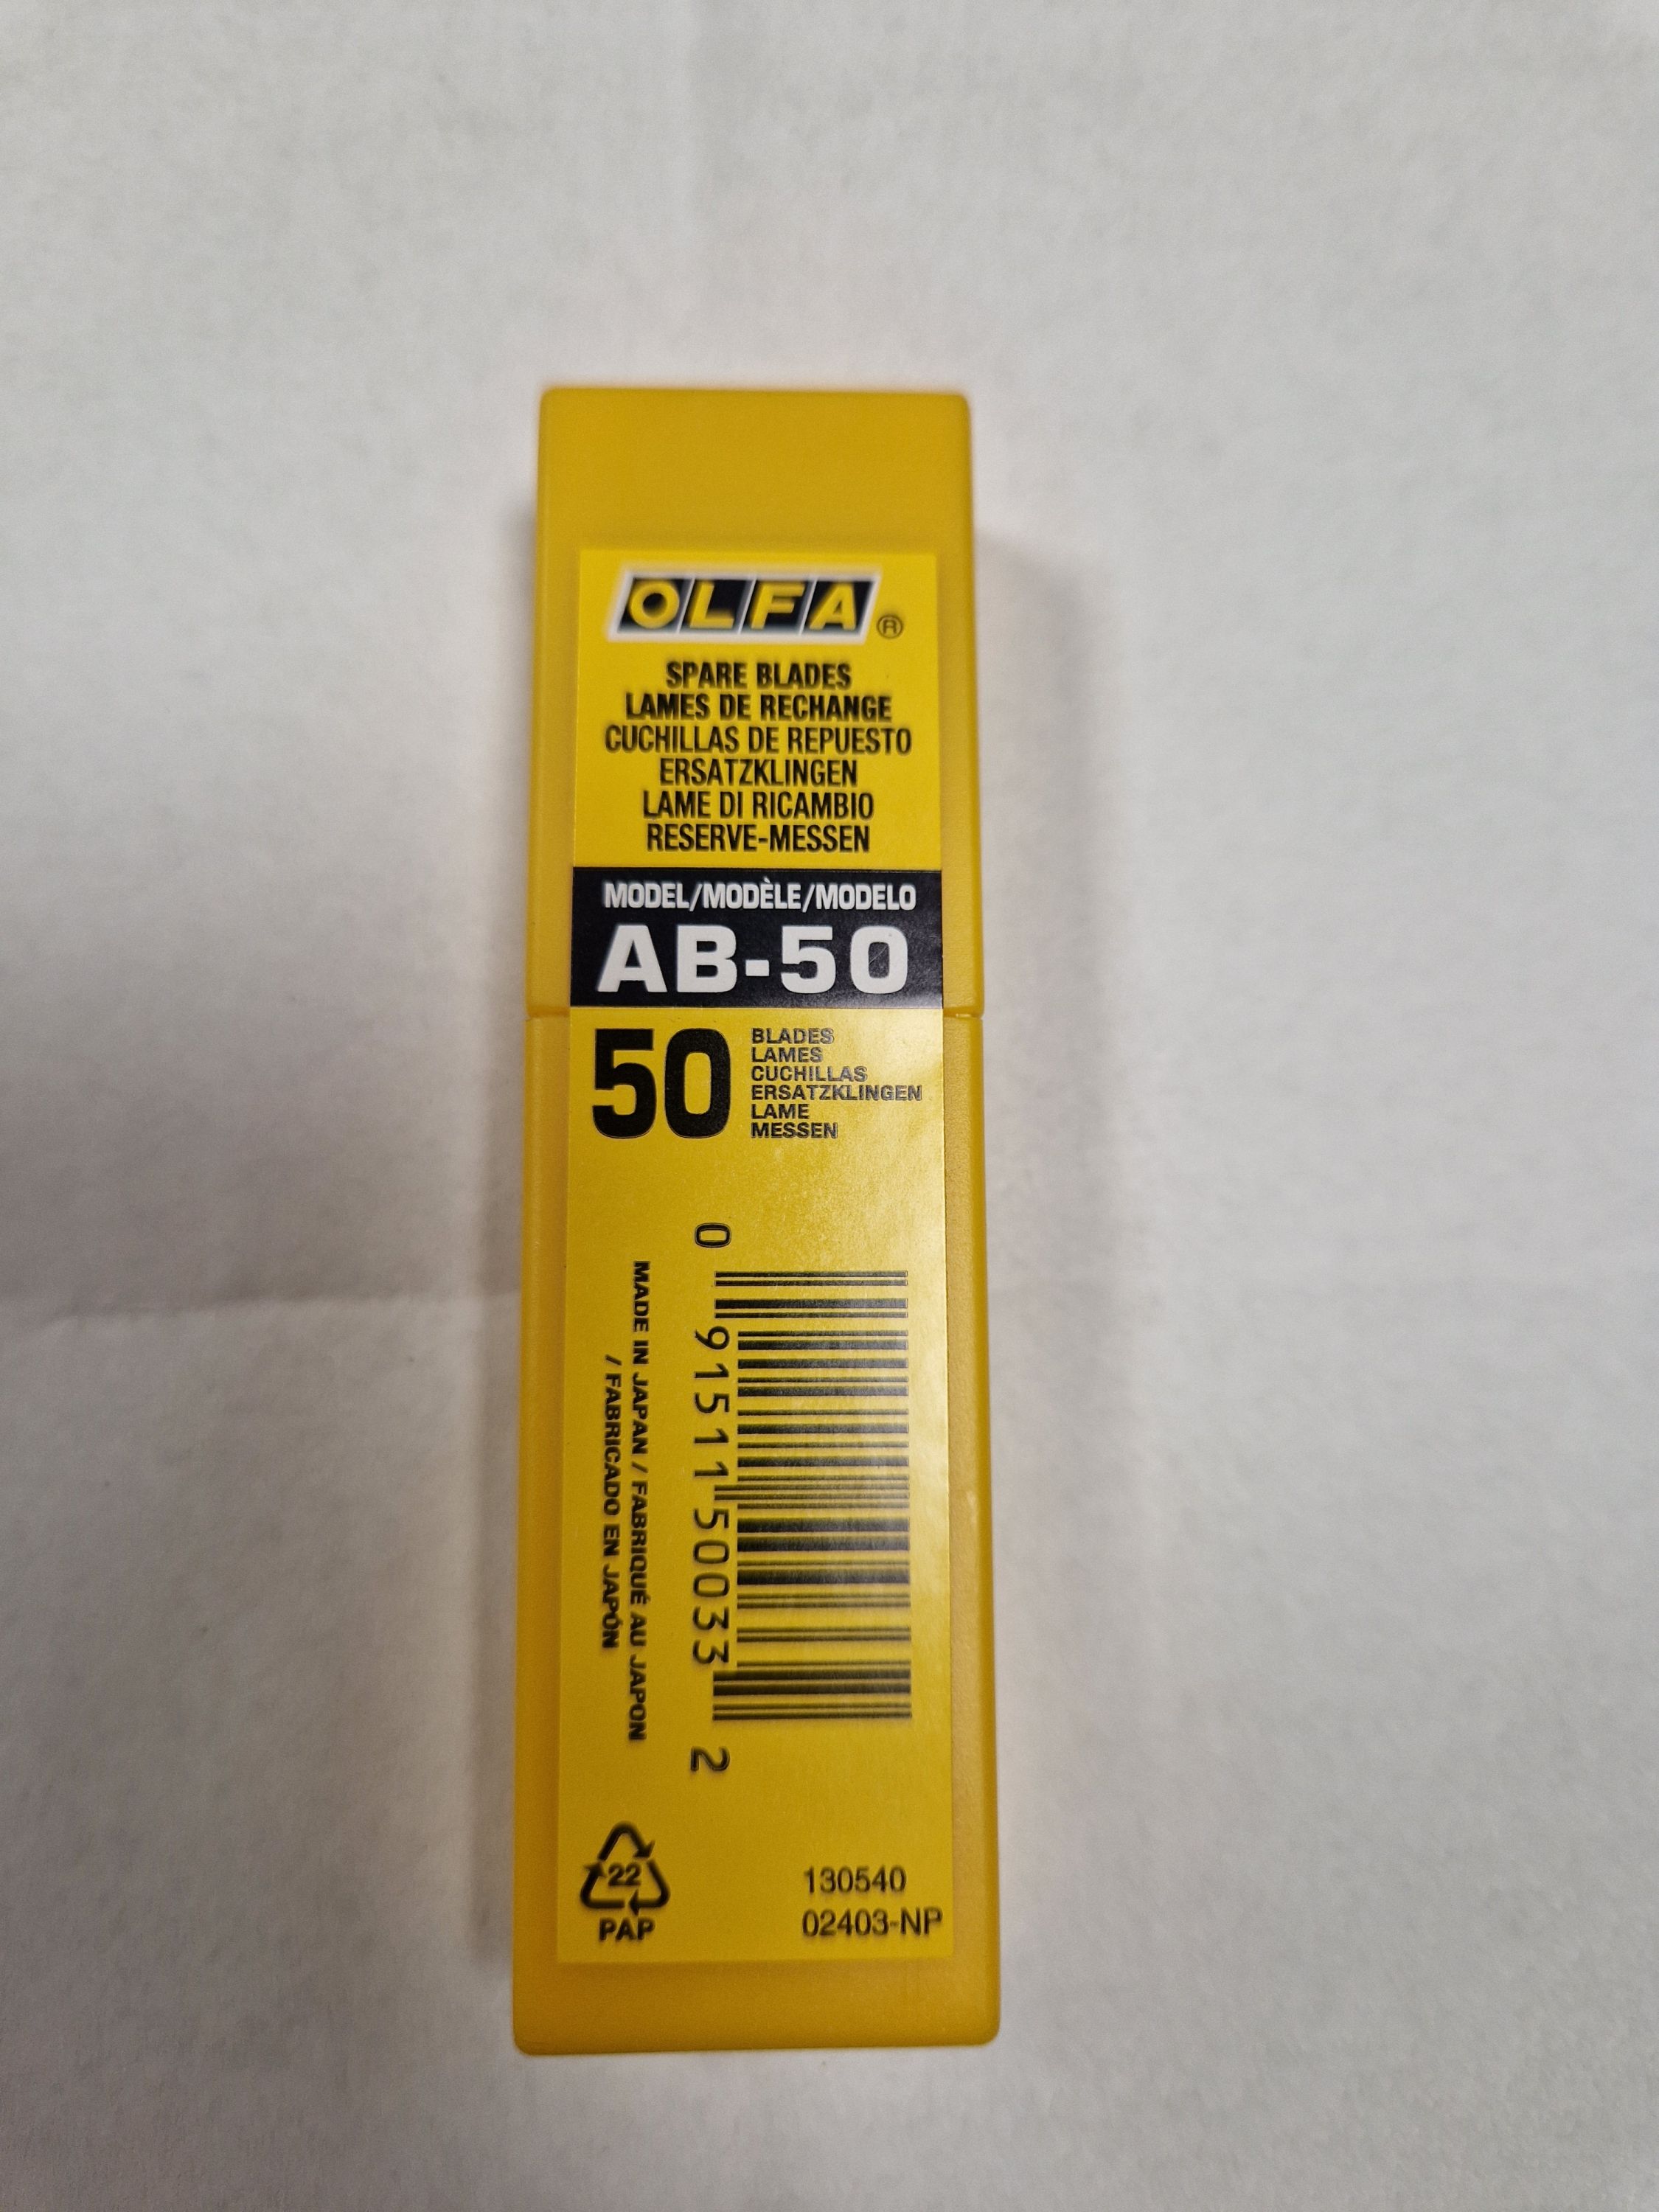 OLFA®
SPARE BLADES
LAMES DE RECHANGE
CUCHILLAS DE REPUESTO
ERSATZKLINGEN
LAME DI RICAMBIO
RESERVE-MESSEN
MODEL/MODÈLE/MODELO
AB-50
50
BLADES
LAMES
CUCHILLAS
ERSATZKLINGEN
LAME
MESSEN
0 91511 50033 2
MADE IN JAPAN / FABRIQUÉ AU JAPON
/ FABRICADO EN JAPÓN
22
PAP
130540
02403-NP